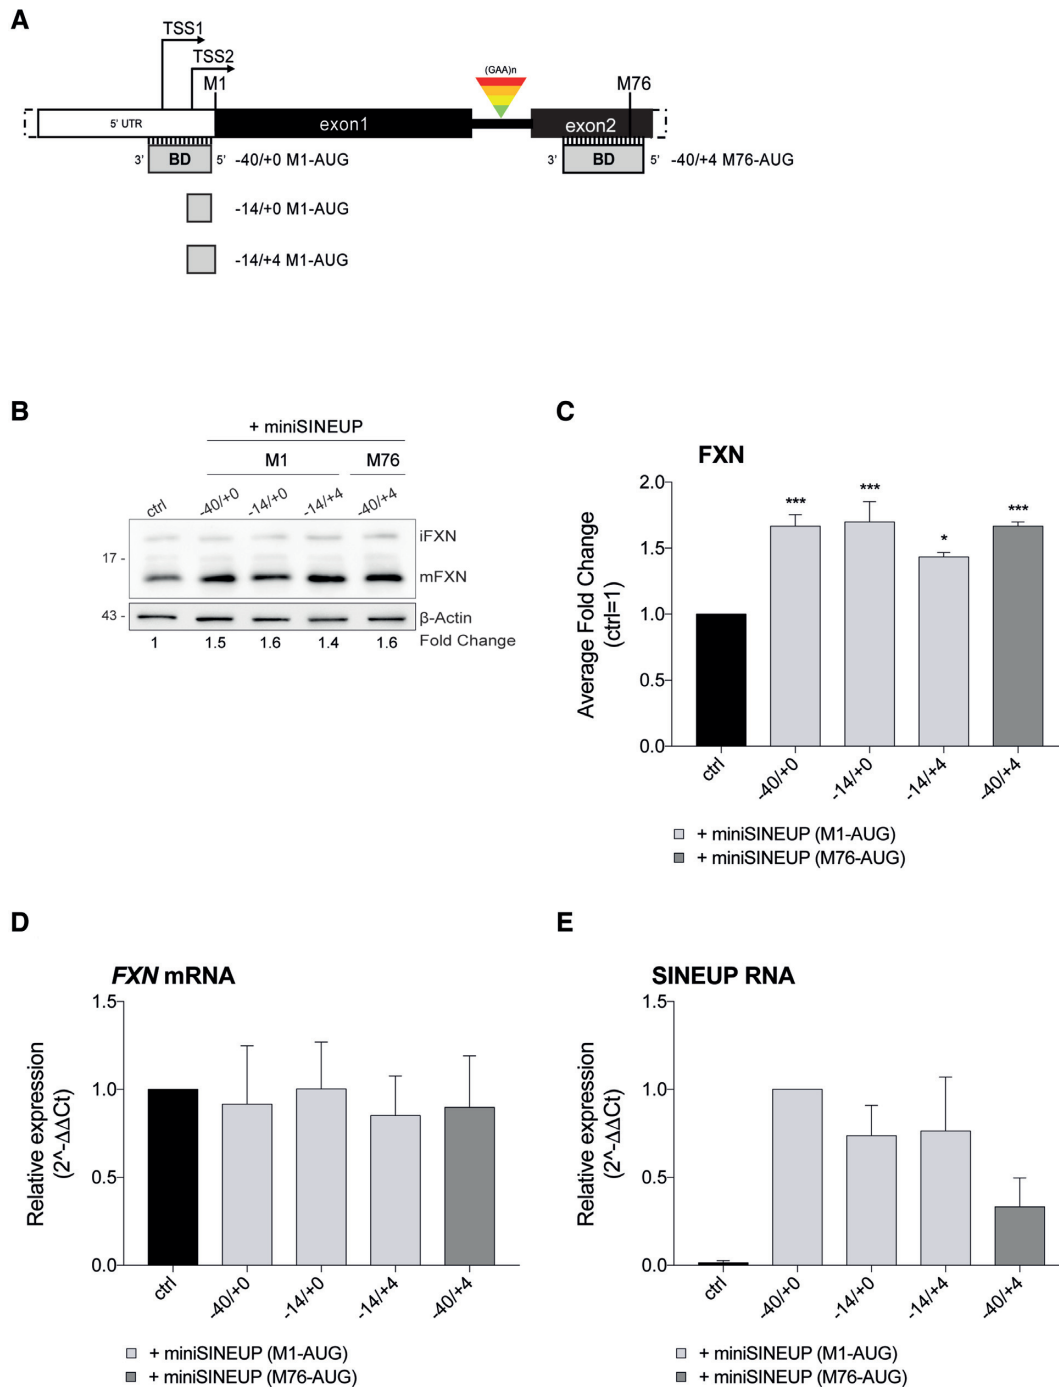 A
TSS1
TSS2
M1
(GAA)n
M76
5' UTR
exon1
exon2
3' BD 5' -40/+0 M1-AUG
3' BD 5' -40/+4 M76-AUG
-14/+0 M1-AUG
-14/+4 M1-AUG
B
+ miniSINEUP
M1 M76
ctrl -40/+0 -14/+0 -14/+4 -40/+4
iFXN
17 -
mFXN
43 - β-Actin
1 1.5 1.6 1.4 1.6 Fold Change
C
FXN
Average Fold Change
(ctrl=1)
2.0
1.5
1.0
0.5
0.0
*** *** * ***
ctrl -40/+0 -14/+0 -14/+4 -40/+4
+ miniSINEUP (M1-AUG)
+ miniSINEUP (M76-AUG)
D
FXN mRNA
Relative expression
(2^-ΔΔCt)
1.5
1.0
0.5
0.0
ctrl -40/+0 -14/+0 -14/+4 -40/+4
+ miniSINEUP (M1-AUG)
+ miniSINEUP (M76-AUG)
E
SINEUP RNA
Relative expression
(2^-ΔΔCt)
1.5
1.0
0.5
0.0
ctrl -40/+0 -14/+0 -14/+4 -40/+4
+ miniSINEUP (M1-AUG)
+ miniSINEUP (M76-AUG)